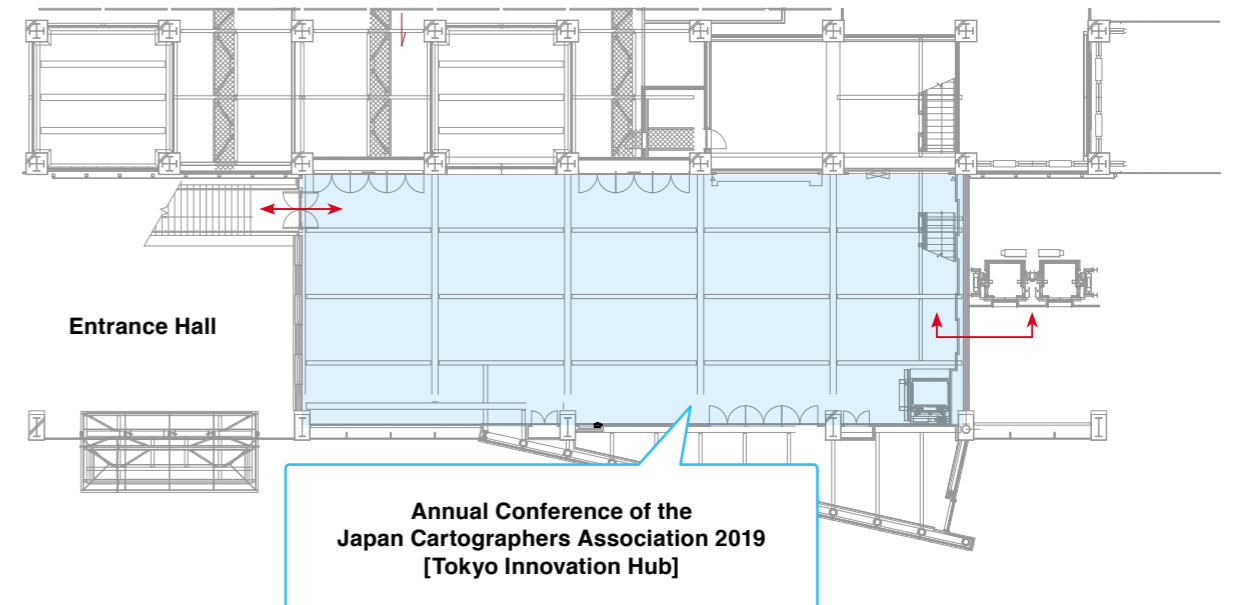 Entrance Hall
Annual Conference of the
Japan Cartographers Association 2019
[Tokyo Innovation Hub]